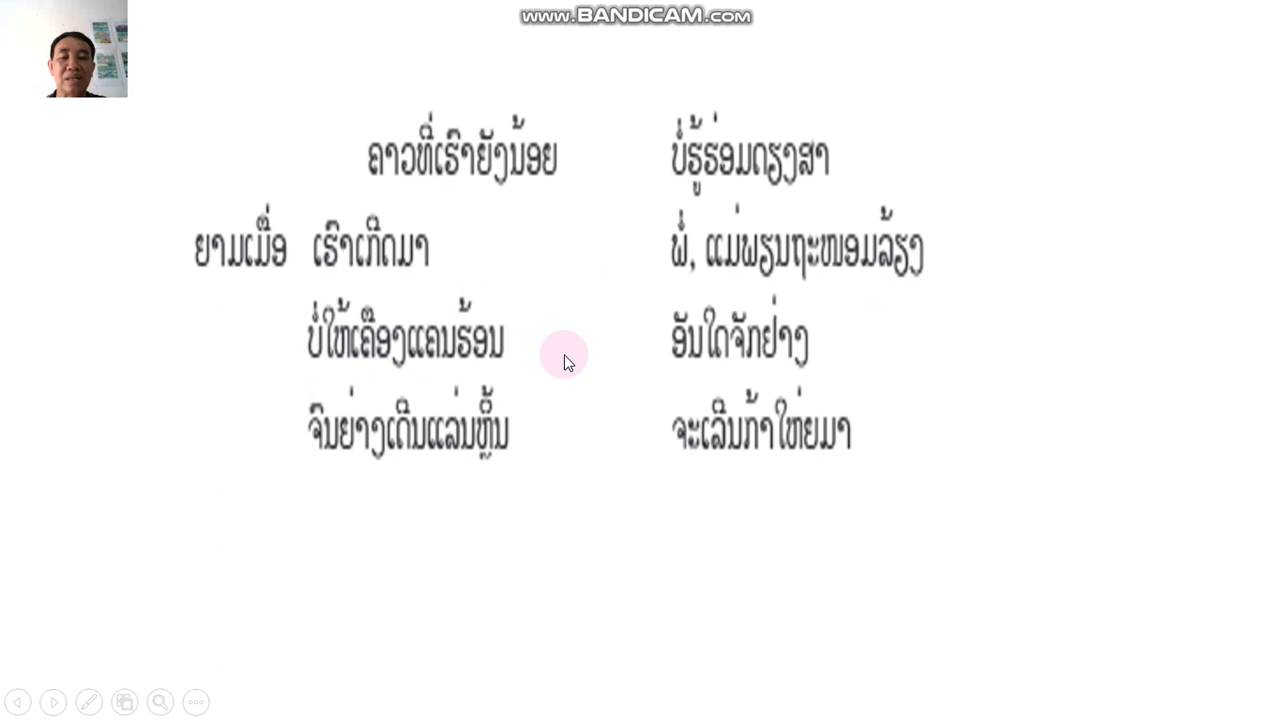 WWW.BANDICAM.COM
ຄາວທີ່ເຮົາຍັງນ້ອຍ ບໍ່ຮູ້ຮ່ອມດຽງສາ
ຍາມເມື່ອ ເຮົາເກີດມາ ພໍ່, ແມ່ພຽນຖະໜອມລ້ຽງ
ບໍ່ໃຫ້ເຄືອງແຄນຮ້ອນ ອັນໃດຈັກຢ່າງ
ຈົນຍ່າງເດີນແລ່ນຫຼິ້ນ ຈະເລີນກ້າໃຫ່ຍມາ